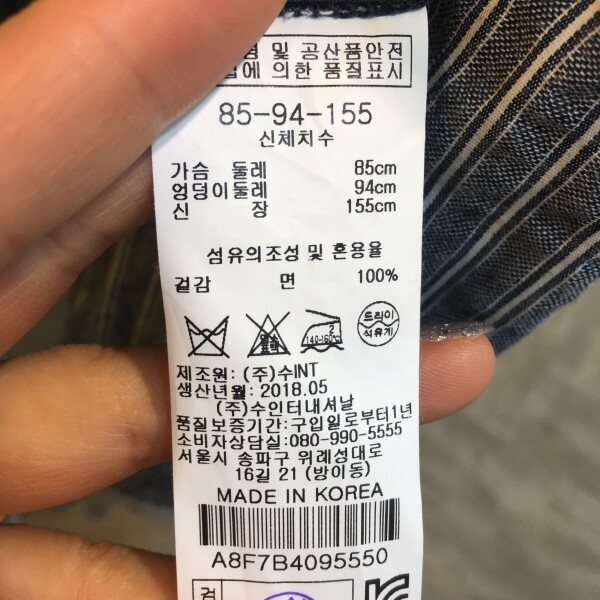 및 공산품안전
법에 의한 품질표시
85-94-155
신체치수
가슴 둘레 85cm
엉덩이둘레 94cm
신 장 155cm
섬유의조성 및 혼용율
겉감 면 100%
2
140-160℃
드라이
석유계
제조원: (주)수INT
생산년월: 2018.05
(주)수인터내셔날
품질보증기간:구입일로부터1년
소비자상담실:080-990-5555
서울시 송파구 위례성대로
16길 21 (방이동)
MADE IN KOREA
A8F7B4095550
검